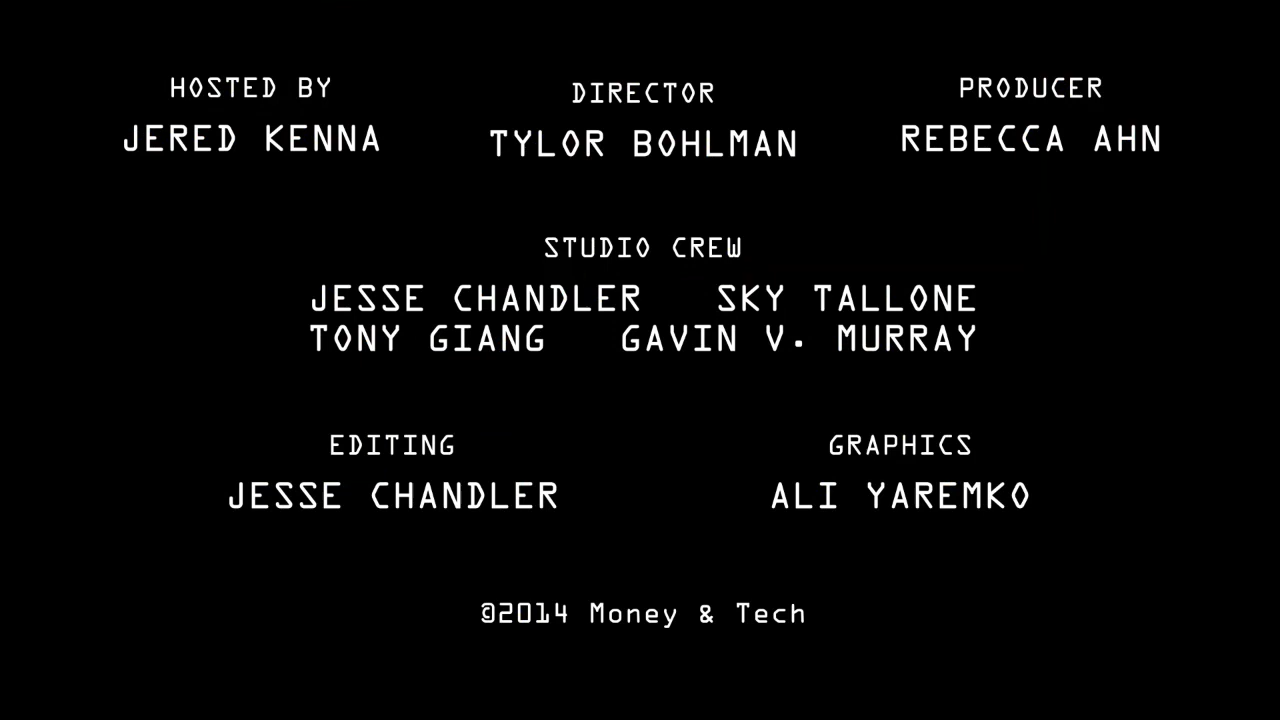 HOSTED BY
JERED KENNA
DIRECTOR
TYLOR BOHLMAN
PRODUCER
REBECCA AHN
STUDIO CREW
JESSE CHANDLER SKY TALLONE
TONY GIANG GAVIN V. MURRAY
EDITING
JESSE CHANDLER
GRAPHICS
ALI YAREMKO
©2014 Money & Tech